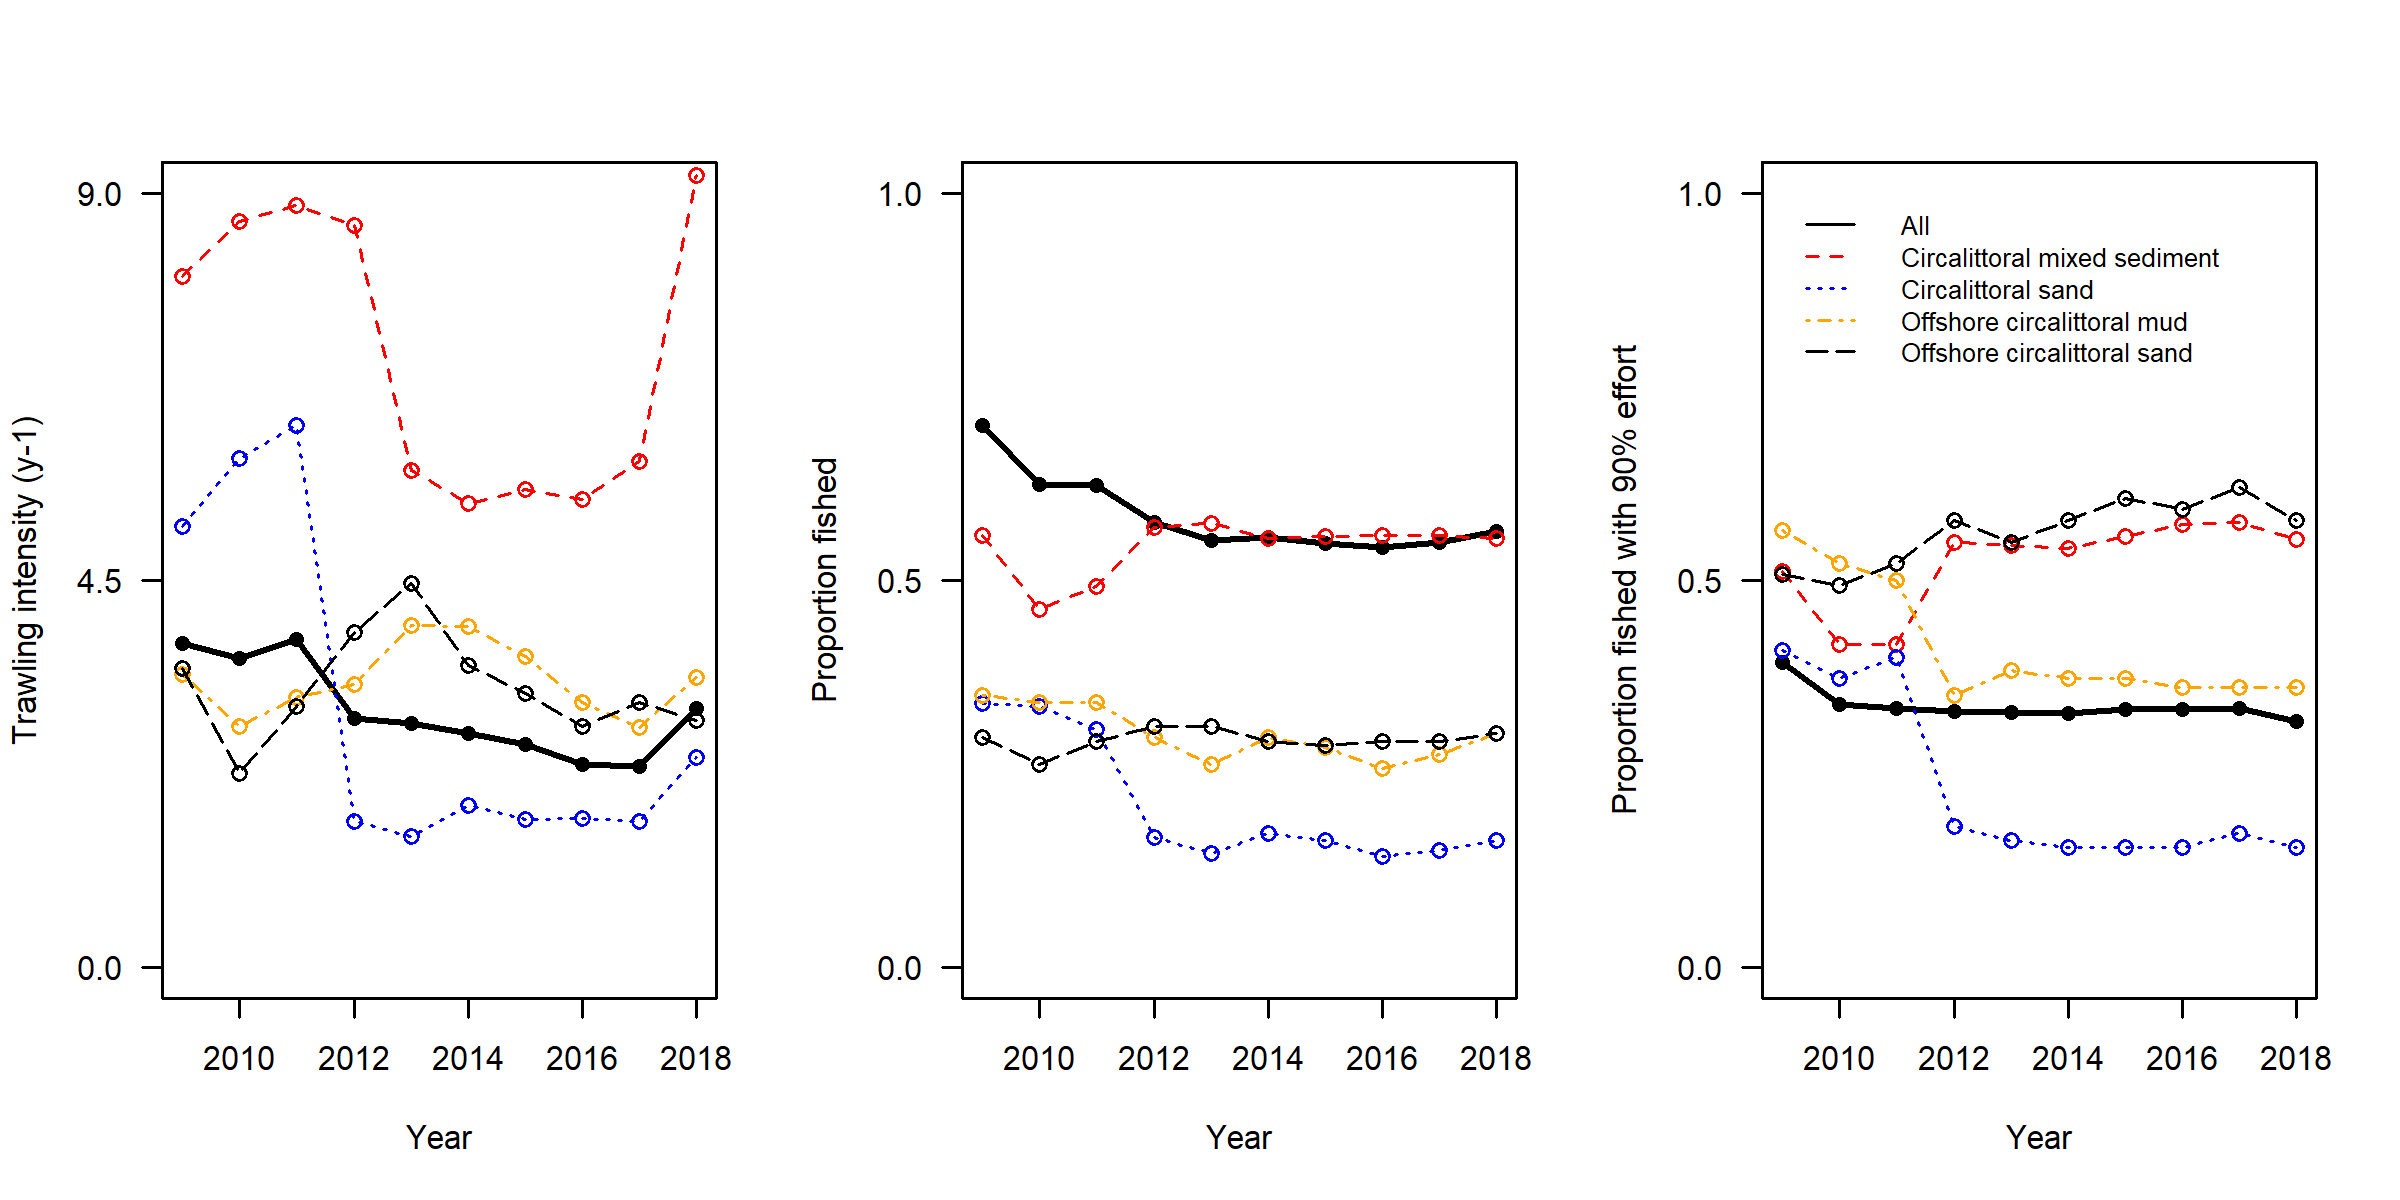 Trawling intensity (y-1)
9.0
4.5
0.0
2010 2012 2014 2016 2018
Year
Proportion fished
1.0
0.5
0.0
2010 2012 2014 2016 2018
Year
Proportion fished with 90% effort
1.0
0.5
0.0
All
Circalittoral mixed sediment
Circalittoral sand
Offshore circalittoral mud
Offshore circalittoral sand
2010 2012 2014 2016 2018
Year